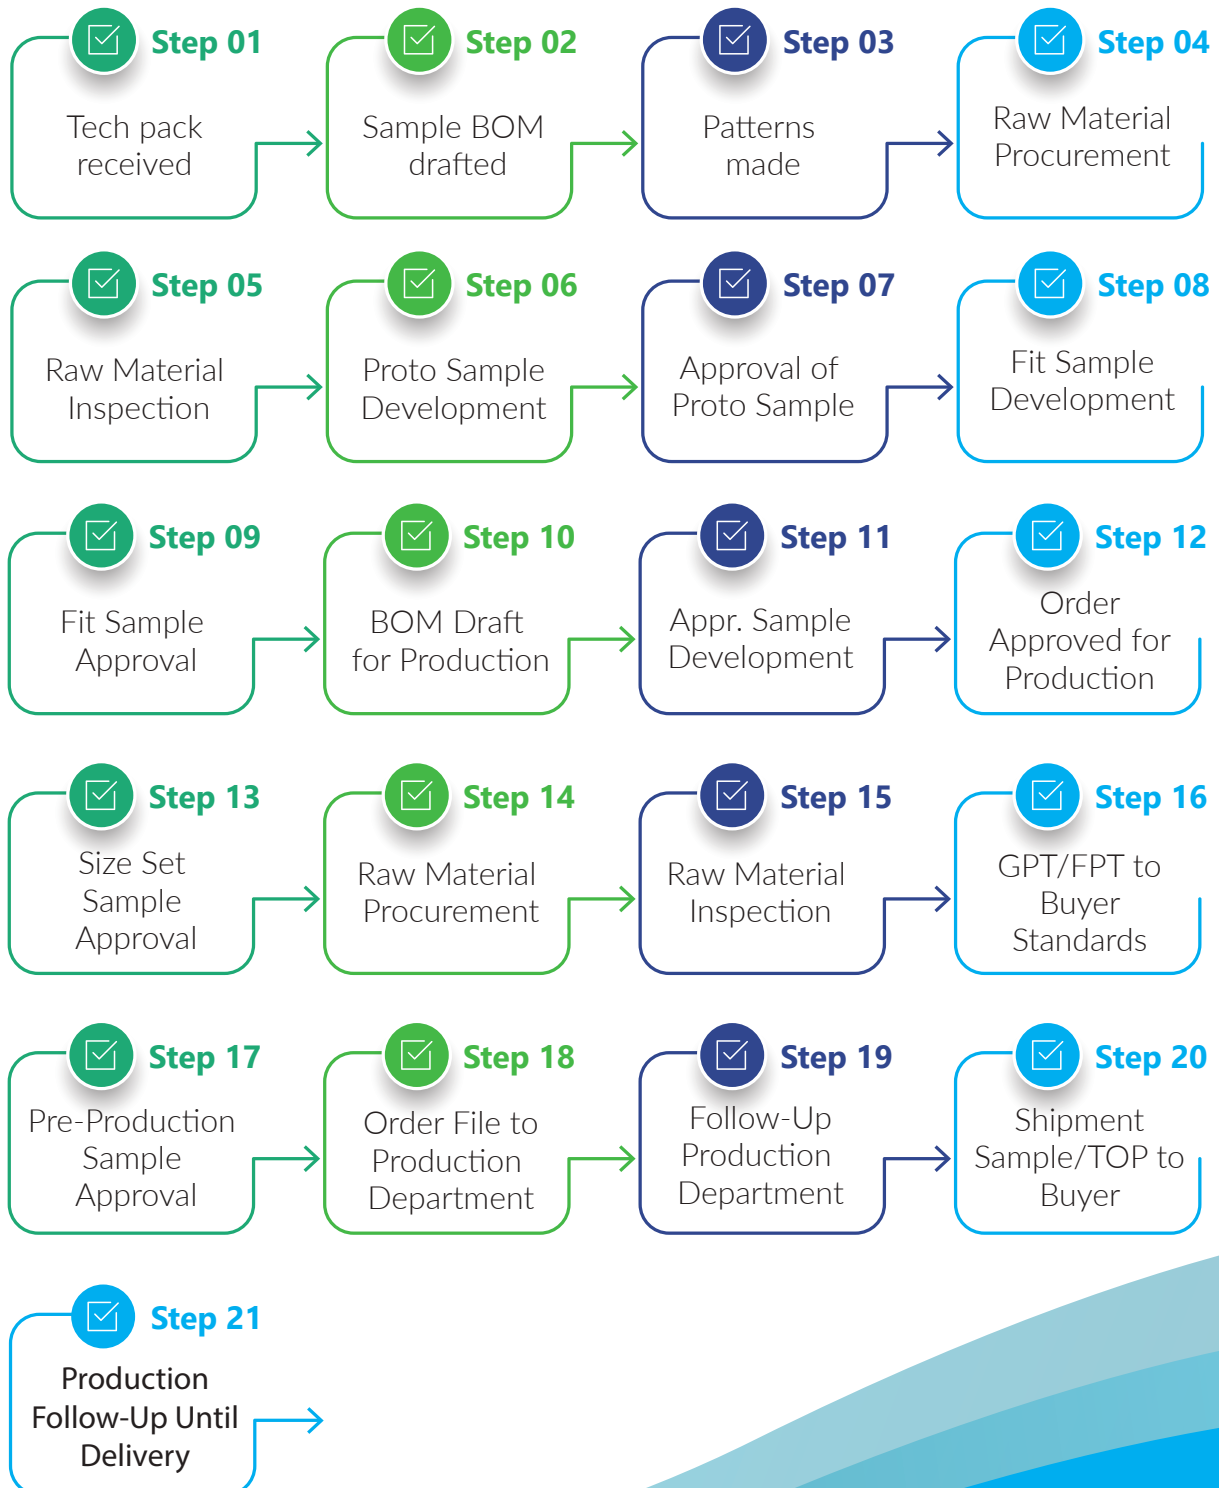 Step 01
Tech pack
received
Step 02
Sample BOM
drafted
Step 03
Patterns
made
Step 04
Raw Material
Procurement
Step 05
Raw Material
Inspection
Step 06
Proto Sample
Development
Step 07
Approval of
Proto Sample
Step 08
Fit Sample
Development
Step 09
Fit Sample
Approval
Step 10
BOM Draft
for Production
Step 11
Appr. Sample
Development
Step 12
Order
Approved for
Production
Step 13
Size Set
Sample
Approval
Step 14
Raw Material
Procurement
Step 15
Raw Material
Inspection
Step 16
GPT/FPT to
Buyer
Standards
Step 17
Pre-Production
Sample
Approval
Step 18
Order File to
Production
Department
Step 19
Follow-Up
Production
Department
Step 20
Shipment
Sample/TOP to
Buyer
Step 21
Production
Follow-Up Until
Delivery